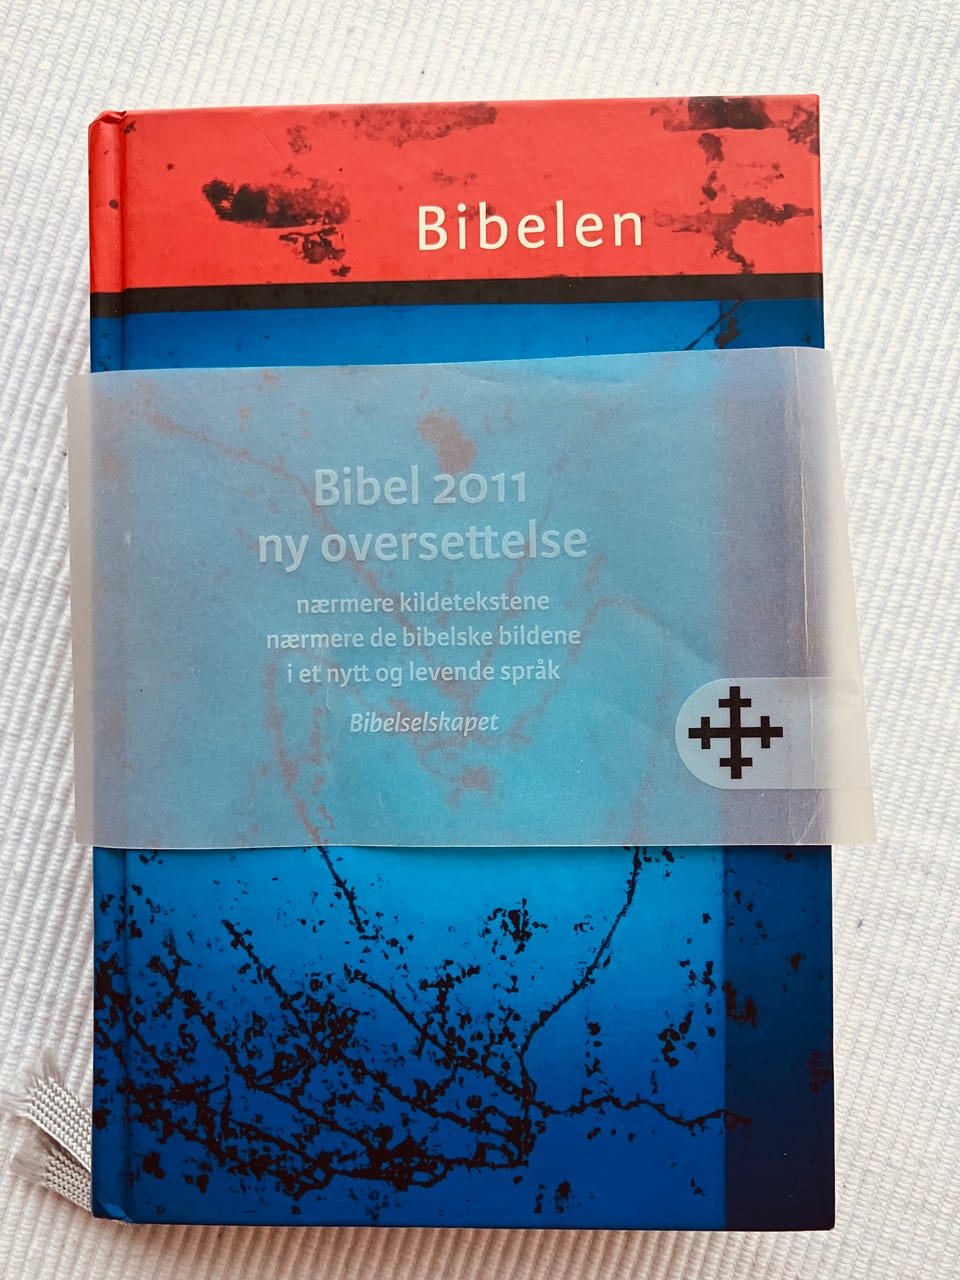 Bibelen
Bibel 2011
ny oversettelse
nærmere kildetekstene
nærmere de bibelske bildene
i et nytt og levende språk
Bibelselskapet